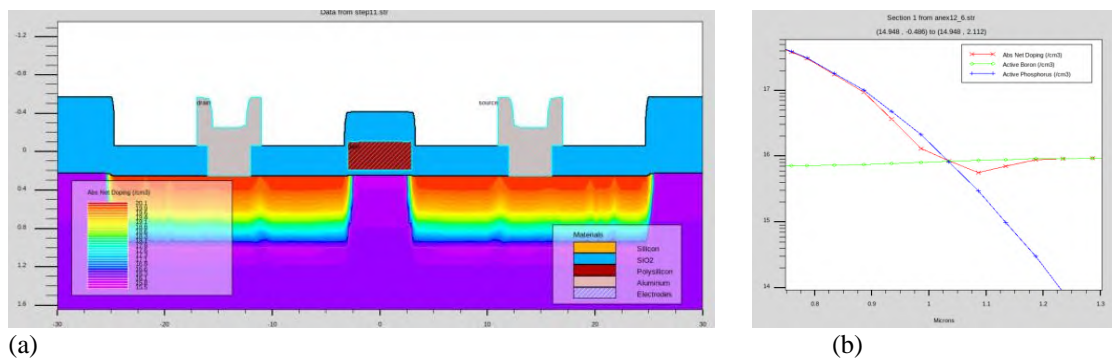 Data from step11.str
-1.2
-0.8
-0.4
0
0.4
0.8
1.2
1.6
drain
source
Abs Net Doping (/cm3)
20.1
Materials
Silicon
SiO2
Polysilicon
Aluminium
Electrodes
-30
-20
-10
0
10
20
30
(a)
Section 1 from anex12_6.str
(14.948 , -0.486) to (14.948 , 2.112)
Abs Net Doping (/cm3)
Active Boron (/cm3)
Active Phosphorus (/cm3)
17
16
15
14
0.8
0.9
1
1.1
1.2
1.3
Microns
(b)